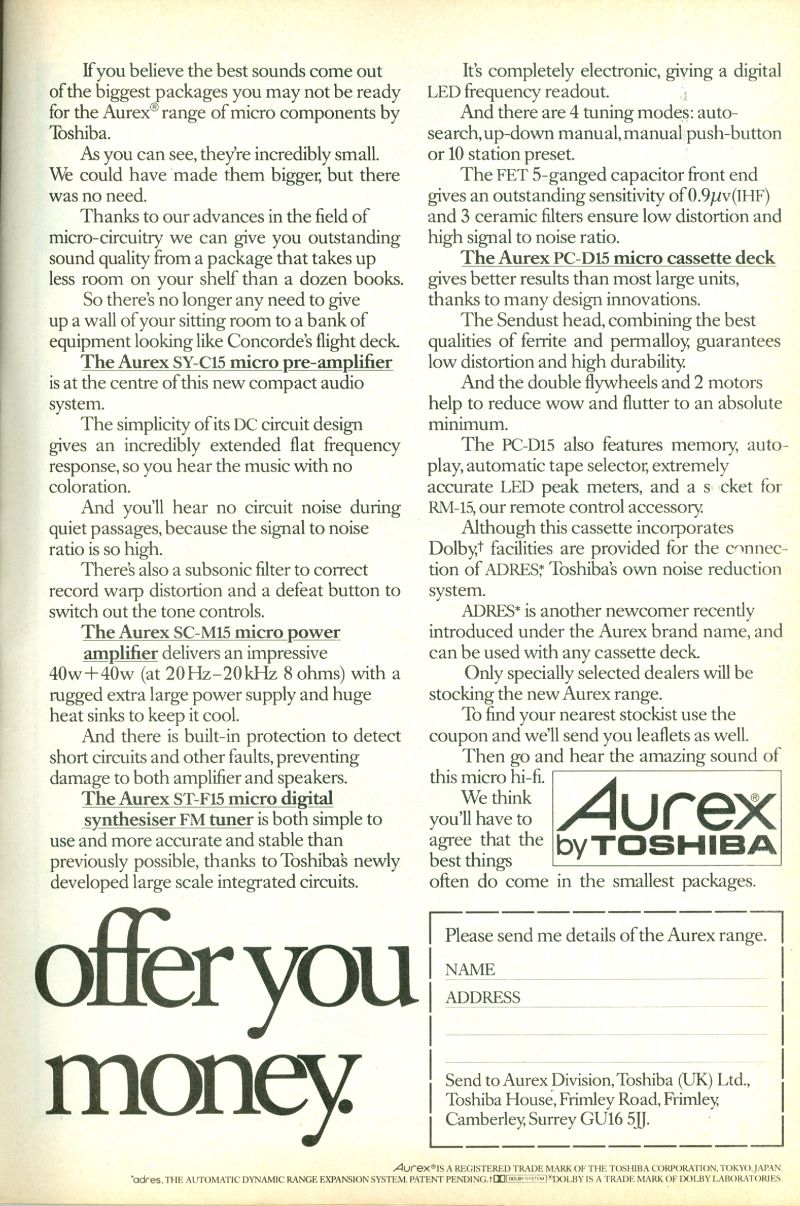 If you believe the best sounds come out
of the biggest packages you may not be ready
for the Aurex® range of micro components by
Toshiba.
As you can see, they're incredibly small.
We could have made them bigger, but there
was no need.
Thanks to our advances in the field of
micro-circuitry we can give you outstanding
sound quality from a package that takes up
less room on your shelf than a dozen books.
So there's no longer any need to give
up a wall of your sitting room to a bank of
equipment looking like Concorde's flight deck.
The Aurex SY-C15 micro pre-amplifier
is at the centre of this new compact audio
system.
The simplicity of its DC circuit design
gives an incredibly extended flat frequency
response, so you hear the music with no
coloration.
And you'll hear no circuit noise during
quiet passages, because the signal to noise
ratio is so high.
There's also a subsonic filter to correct
record warp distortion and a defeat button to
switch out the tone controls.
The Aurex SC-M15 micro power
amplifier delivers an impressive
40w+40w (at 20Hz-20kHz 8 ohms) with a
rugged extra large power supply and huge
heat sinks to keep it cool.
And there is built-in protection to detect
short circuits and other faults, preventing
damage to both amplifier and speakers.
The Aurex ST-F15 micro digital
synthesiser FM tuner is both simple to
use and more accurate and stable than
previously possible, thanks to Toshiba's newly
developed large scale integrated circuits.
It's completely electronic, giving a digital
LED frequency readout.
And there are 4 tuning modes: auto-
search, up-down manual, manual push-button
or 10 station preset.
The FET 5-ganged capacitor front end
gives an outstanding sensitivity of 0.9μv(IHF)
and 3 ceramic filters ensure low distortion and
high signal to noise ratio.
The Aurex PC-D15 micro cassette deck
gives better results than most large units,
thanks to many design innovations.
The Sendust head, combining the best
qualities of ferrite and permalloy, guarantees
low distortion and high durability.
And the double flywheels and 2 motors
help to reduce wow and flutter to an absolute
minimum.
The PC-D15 also features memory, auto-
play, automatic tape selector, extremely
accurate LED peak meters, and a s cket for
RM-15, our remote control accessory.
Although this cassette incorporates
Dolby,† facilities are provided for the connec-
tion of ADRES,* Toshiba's own noise reduction
system.
ADRES* is another newcomer recently
introduced under the Aurex brand name, and
can be used with any cassette deck.
Only specially selected dealers will be
stocking the new Aurex range.
To find your nearest stockist use the
coupon and we'll send you leaflets as well.
Then go and hear the amazing sound of
this micro hi-fi.
We think
you'll have to
agree that the
best things
often do come in the smallest packages.
Aurex®
by TOSHIBA
offer you
money.
Please send me details of the Aurex range.
NAME
ADDRESS
Send to Aurex Division, Toshiba (UK) Ltd.,
Toshiba House, Frimley Road, Frimley,
Camberley, Surrey GU16 5JJ.
Aurex® IS A REGISTERED TRADE MARK OF THE TOSHIBA CORPORATION, TOKYO, JAPAN.
*adres, THE AUTOMATIC DYNAMIC RANGE EXPANSION SYSTEM. PATENT PENDING. † DOLBY SYSTEM ®DOLBY IS A TRADE MARK OF DOLBY LABORATORIES.